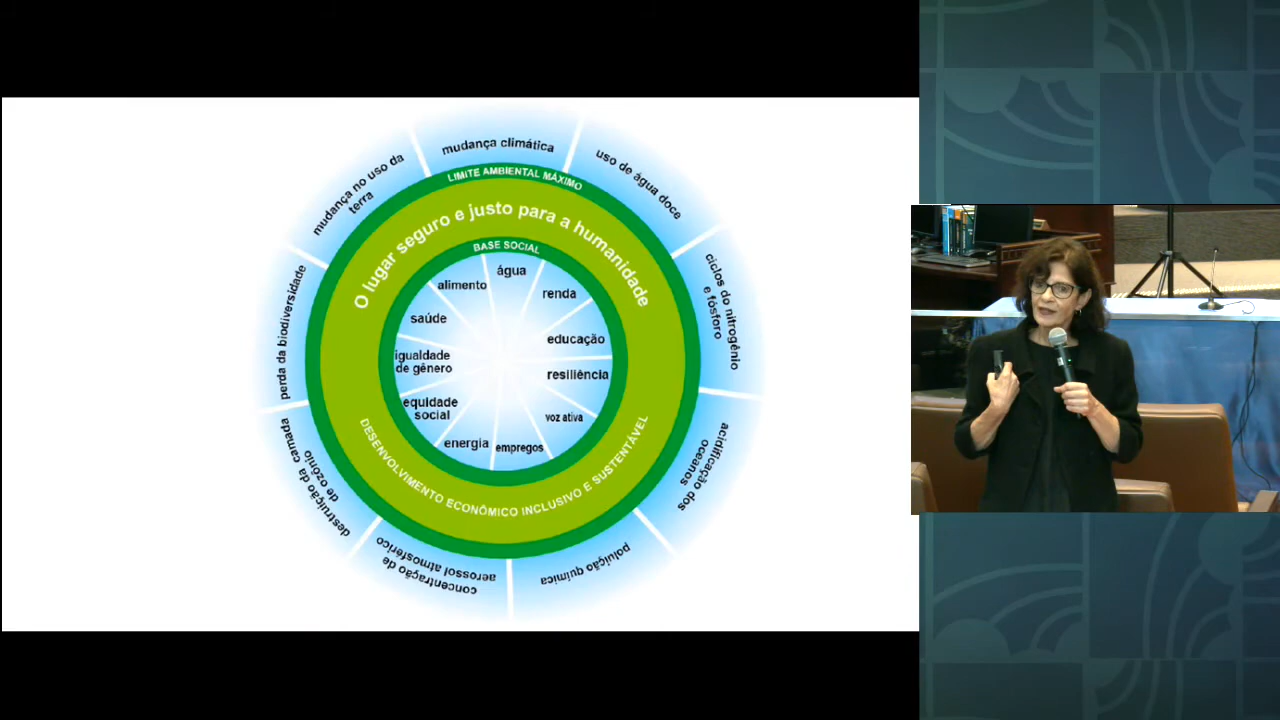 mudança climática
uso de água doce
ciclos do nitrogênio
e fósforo
acidificação dos
oceanos
poluição química
concentração de
aerossol atmosférico
destruição da camada
de ozônio
perda da biodiversidade
mudança no uso da
terra
LIMITE AMBIENTAL MÁXIMO
O lugar seguro e justo para a humanidade
BASE SOCIAL
água
renda
educação
resiliência
voz ativa
empregos
energia
equidade
social
igualdade
de gênero
saúde
alimento
DESENVOLVIMENTO ECONÔMICO INCLUSIVO E SUSTENTÁVEL